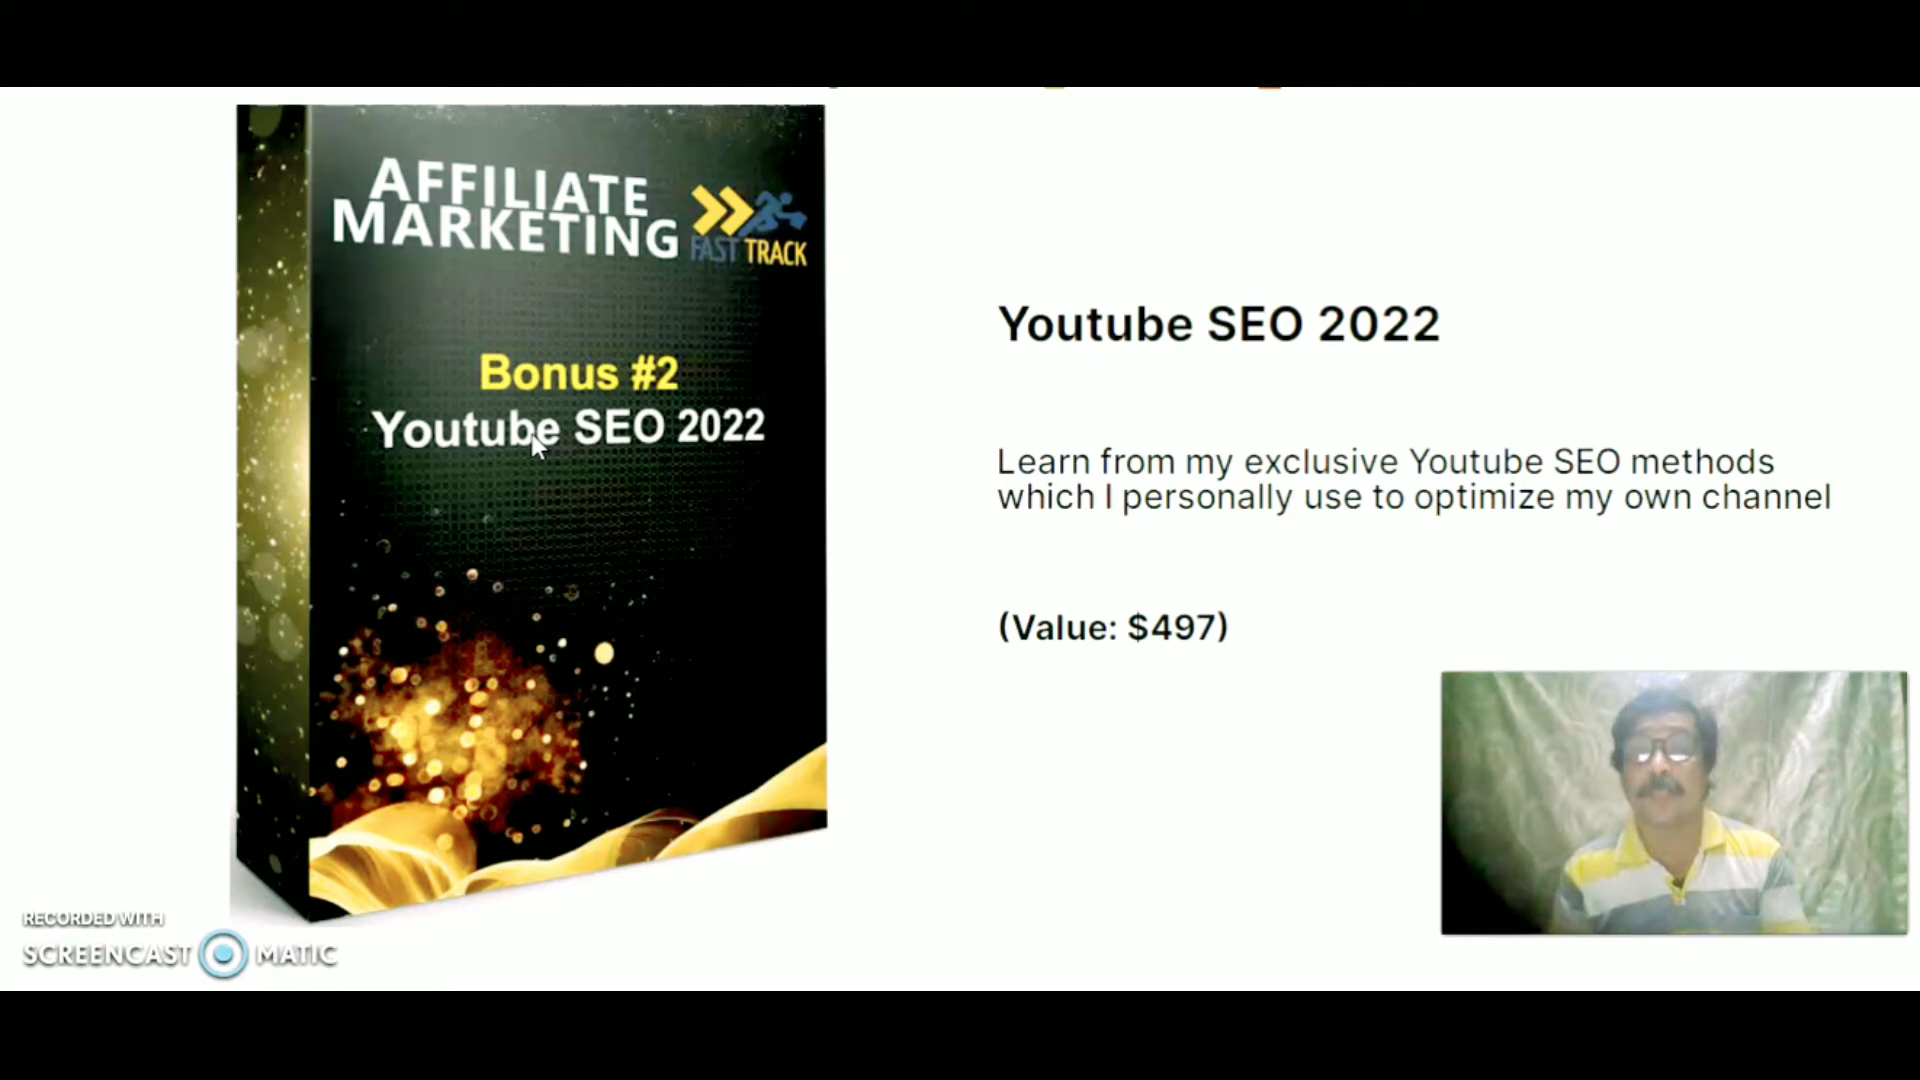 AFFILIATE
MARKETING
FAST TRACK
Bonus #2
Youtube SEO 2022
Youtube SEO 2022
Learn from my exclusive Youtube SEO methods
which I personally use to optimize my own channel
(Value: $497)
RECORDED WITH
SCREENCAST MATIC